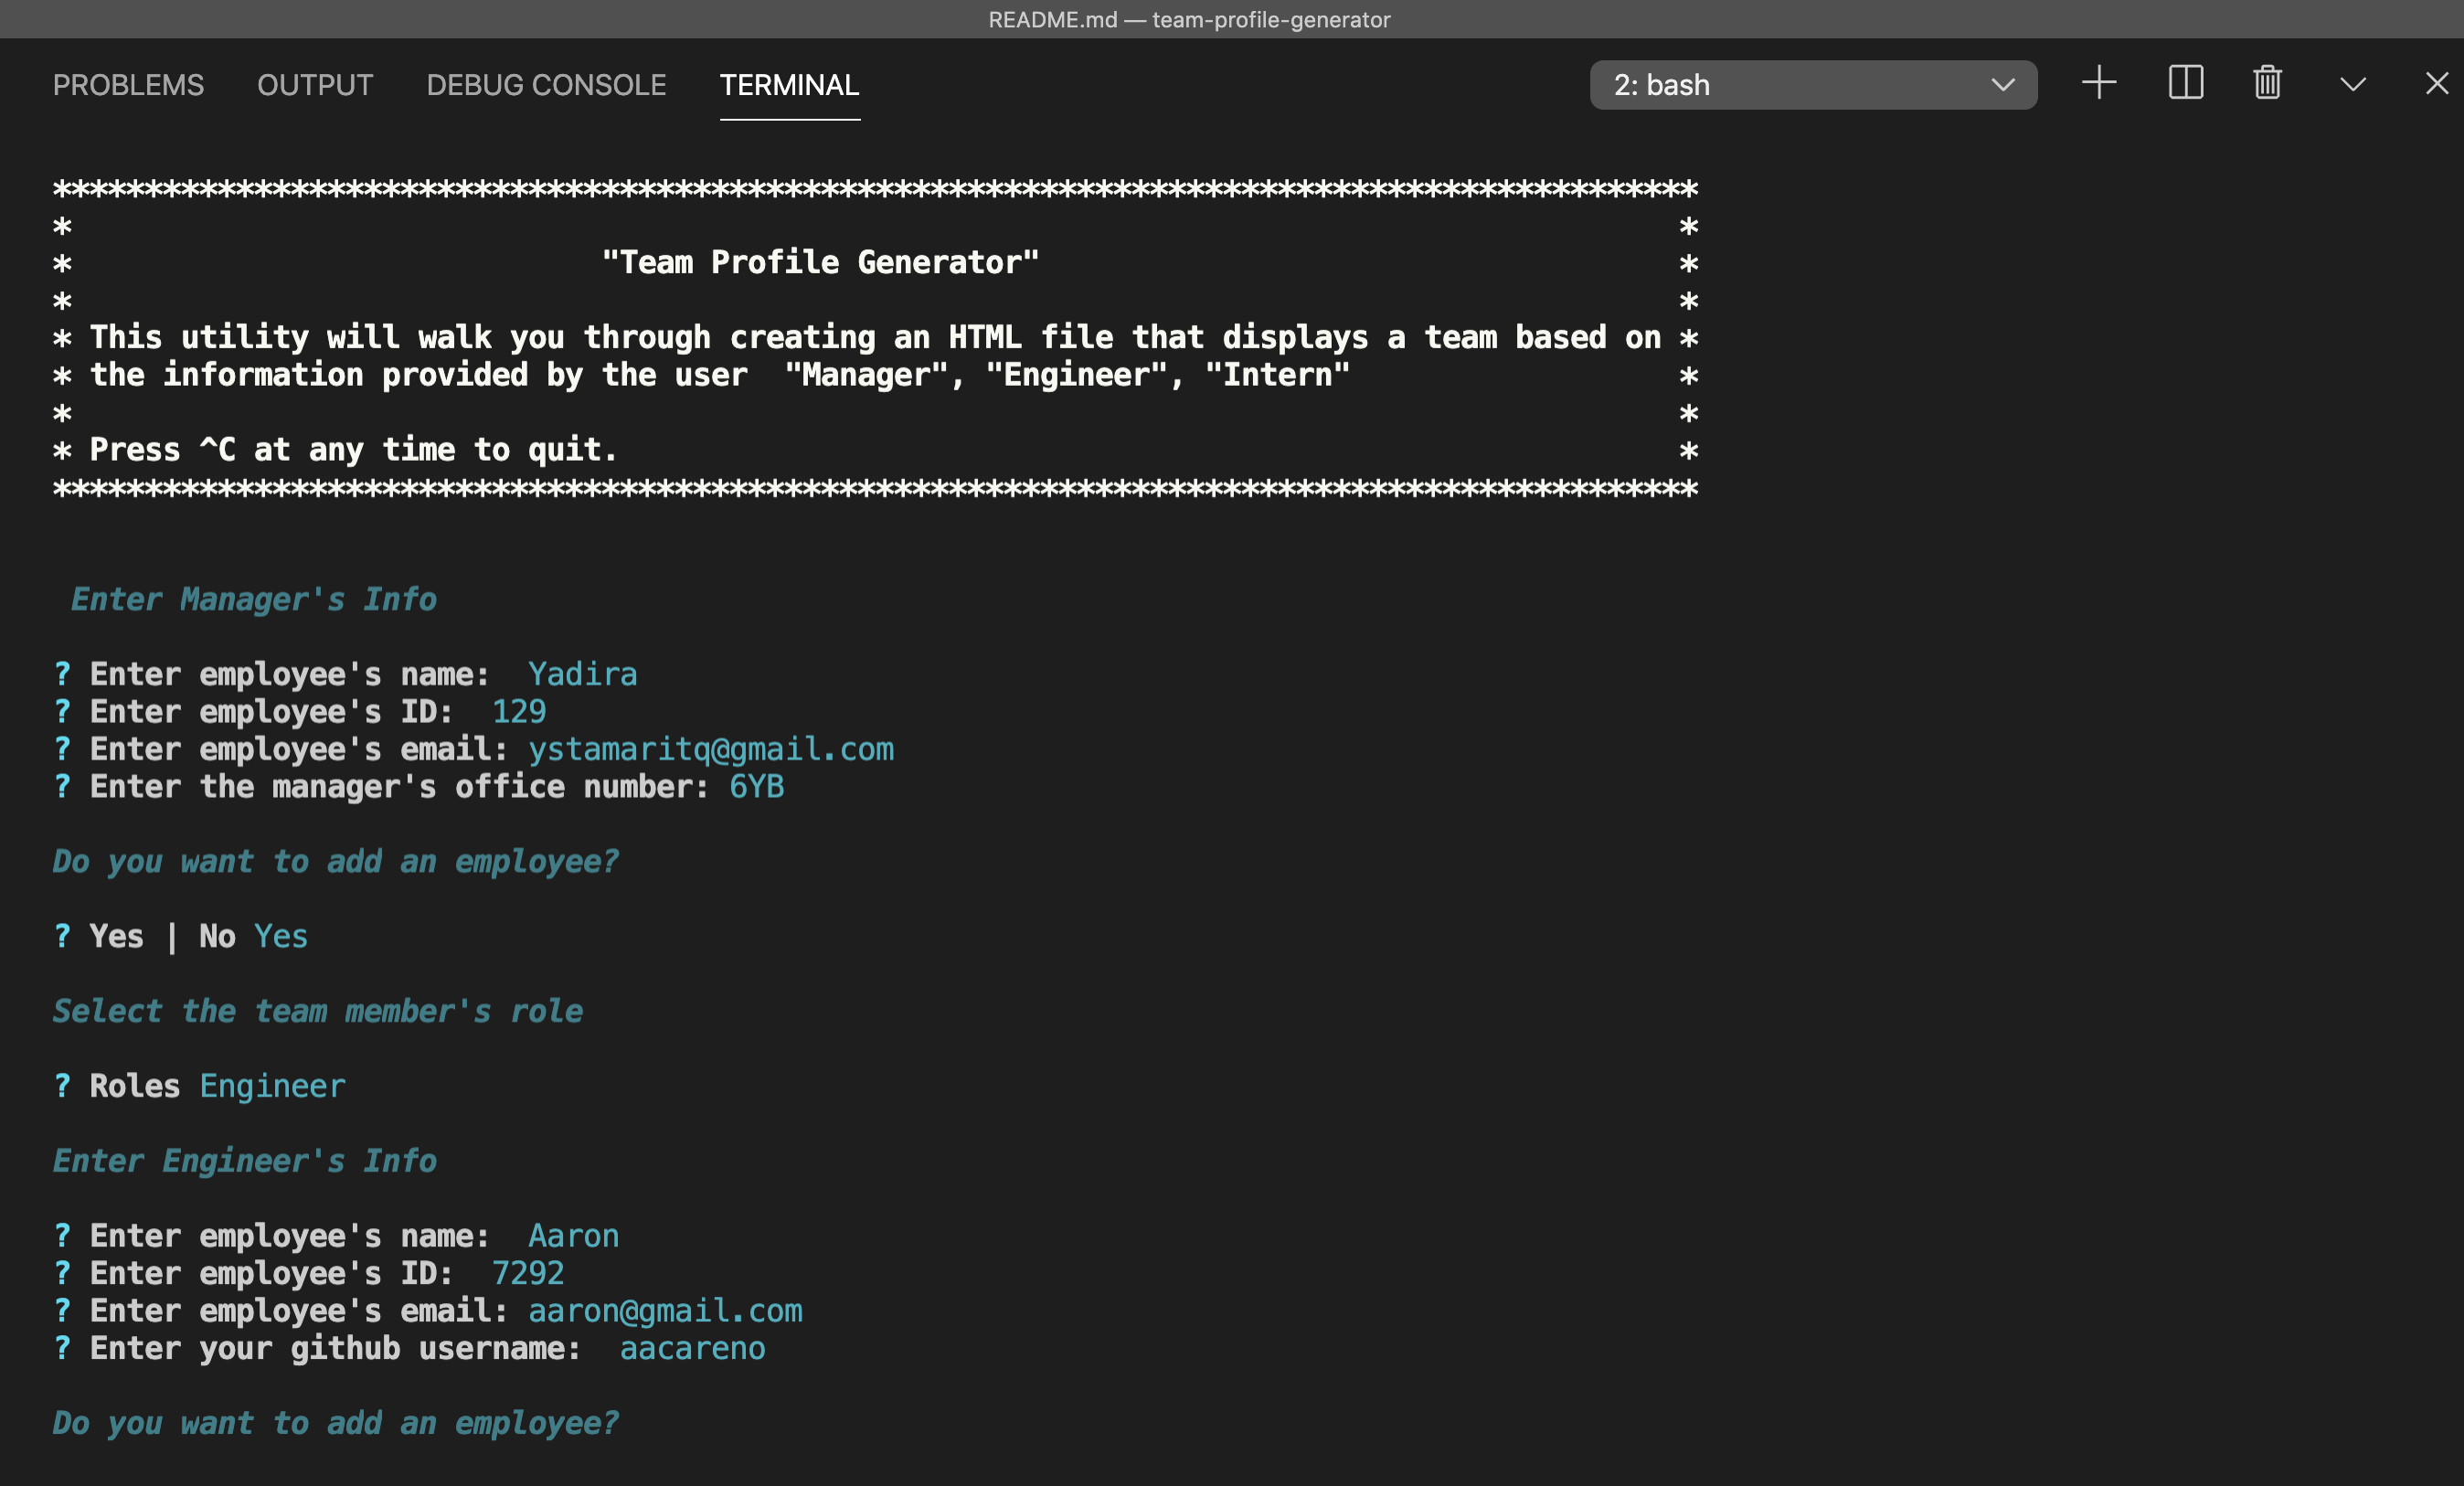 README.md — team-profile-generator
PROBLEMS OUTPUT DEBUG CONSOLE TERMINAL 2: bash
******************************************************************************************
* *
* "Team Profile Generator" *
* *
* This utility will walk you through creating an HTML file that displays a team based on *
* the information provided by the user  "Manager", "Engineer", "Intern" *
* *
* Press ^C at any time to quit. *
******************************************************************************************
Enter Manager's Info
? Enter employee's name:  Yadira
? Enter employee's ID:  129
? Enter employee's email: ystamaritq@gmail.com
? Enter the manager's office number: 6YB
Do you want to add an employee?
? Yes | No Yes
Select the team member's role
? Roles Engineer
Enter Engineer's Info
? Enter employee's name:  Aaron
? Enter employee's ID:  7292
? Enter employee's email: aaron@gmail.com
? Enter your github username:  aacareno
Do you want to add an employee?